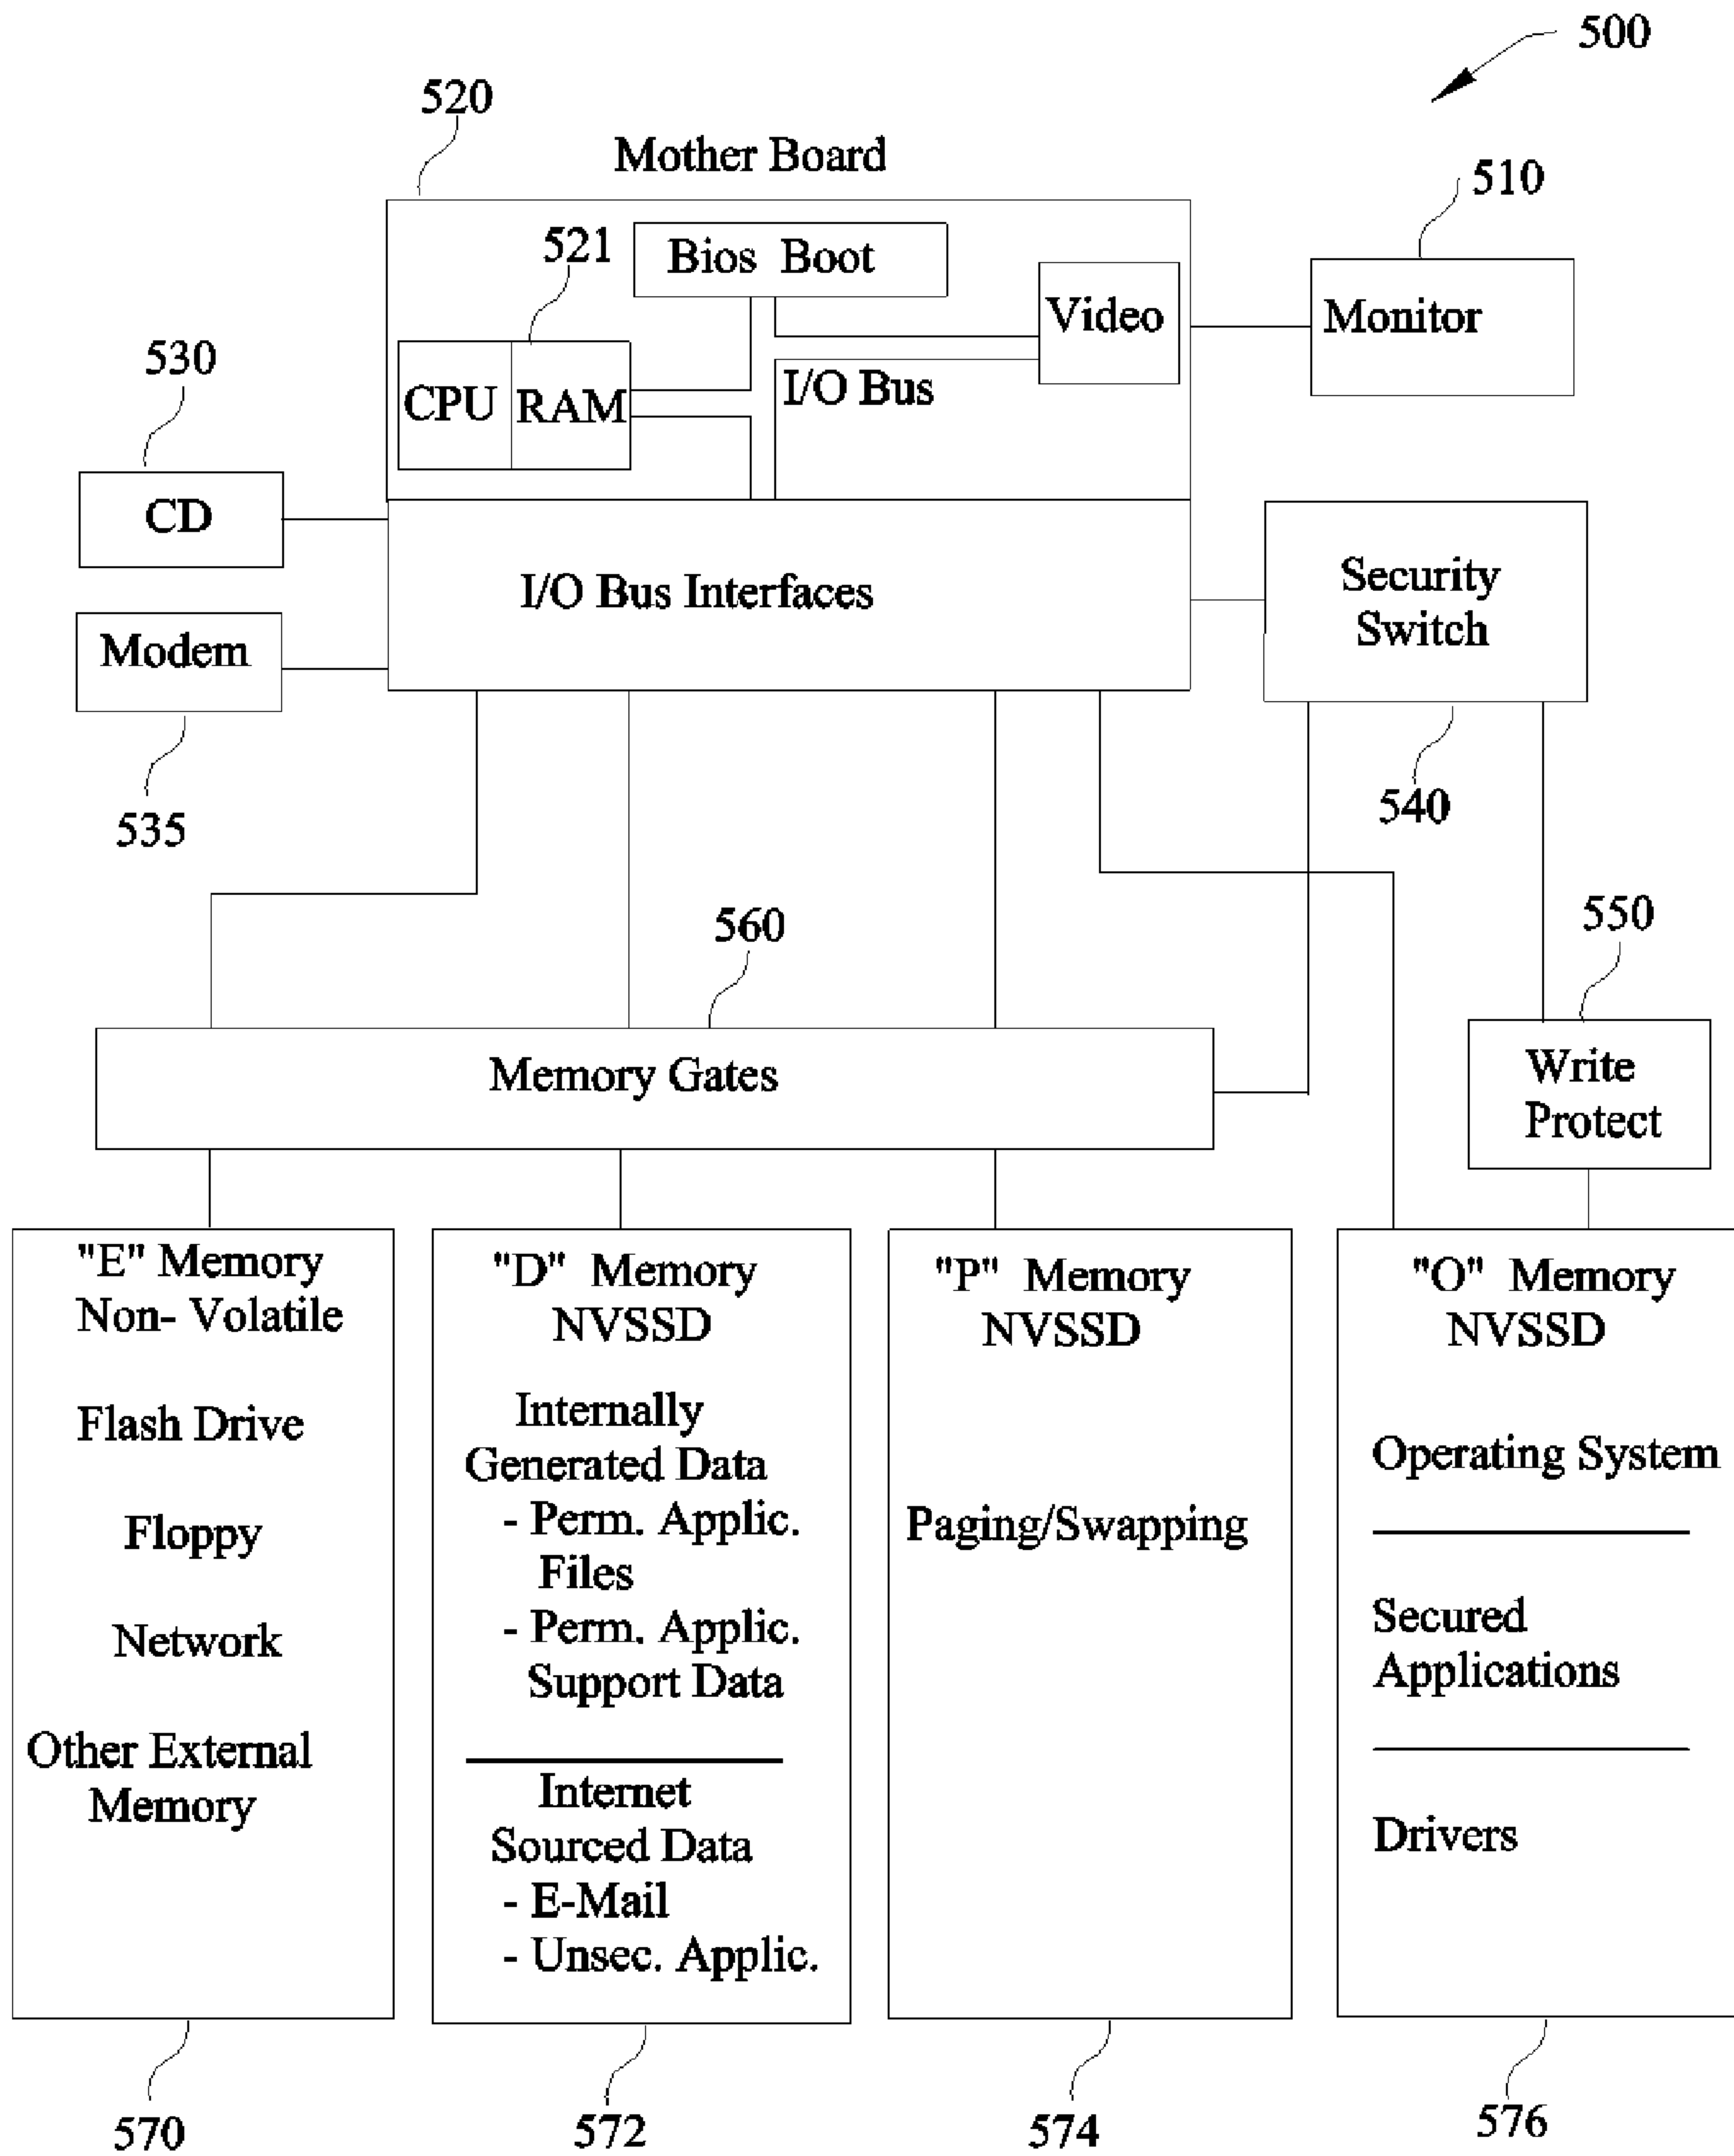 500
520
Mother Board
510
521
Bios Boot
Video
Monitor
530
CPU
RAM
I/O Bus
CD
I/O Bus Interfaces
Security
Switch
Modem
535
540
560
550
Memory Gates
Write
Protect
"E" Memory
Non- Volatile
Flash Drive
Floppy
Network
Other External
Memory
"D" Memory
NVSSD
Internally
Generated Data
- Perm. Applic.
Files
- Perm. Applic.
Support Data
Internet
Sourced Data
- E-Mail
- Unsec. Applic.
"P" Memory
NVSSD
Paging/Swapping
"O" Memory
NVSSD
Operating System
Secured
Applications
Drivers
570
572
574
576